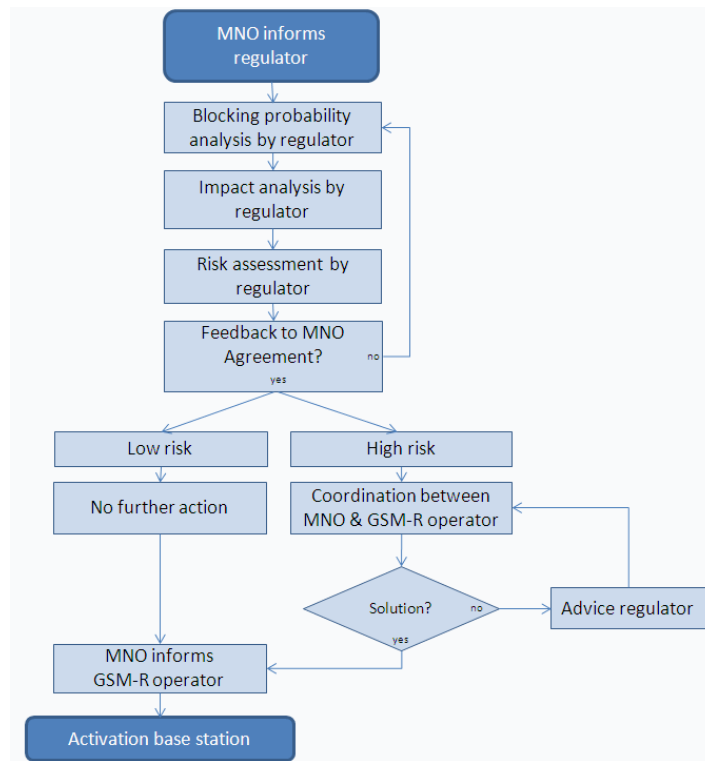 MNO informs
regulator
Blocking probability
analysis by regulator
Impact analysis by
regulator
Risk assessment by
regulator
Feedback to MNO
Agreement?
no
yes
Low risk
High risk
No further action
Coordination between
MNO & GSM-R operator
Solution?
no
yes
Advice regulator
MNO informs
GSM-R operator
Activation base station